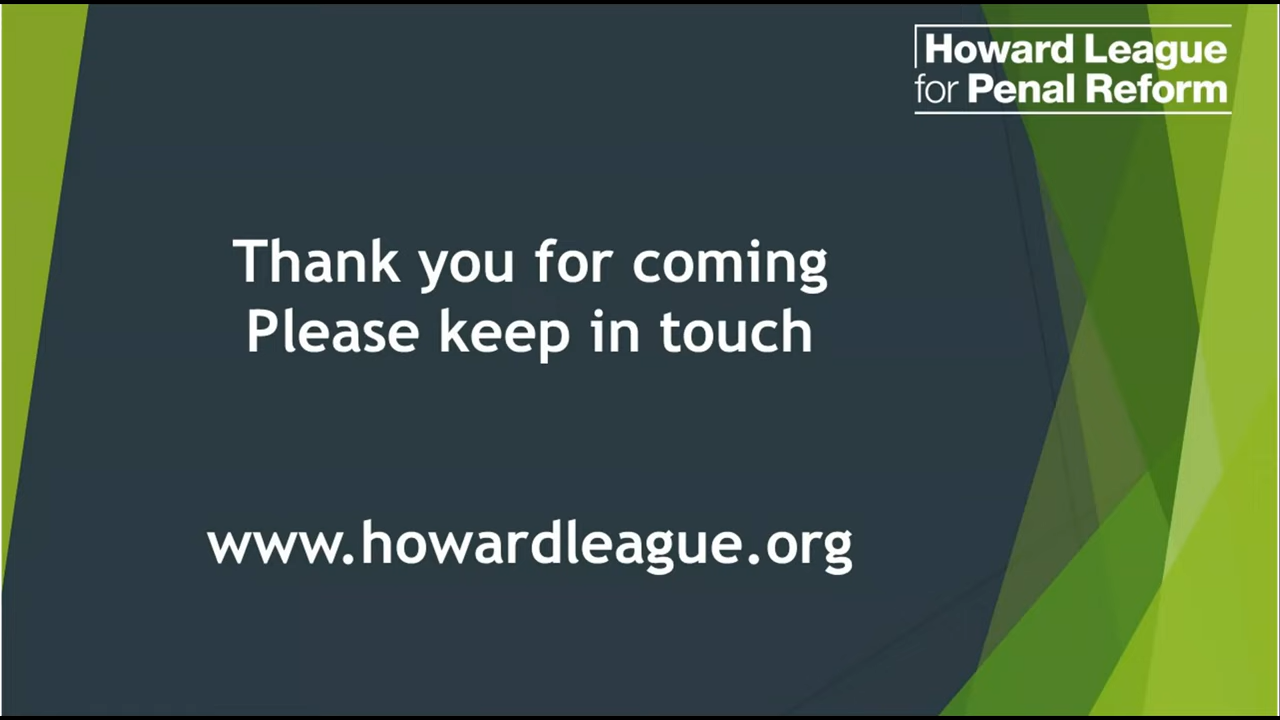 Howard League
for Penal Reform
Thank you for coming
Please keep in touch
www.howardleague.org